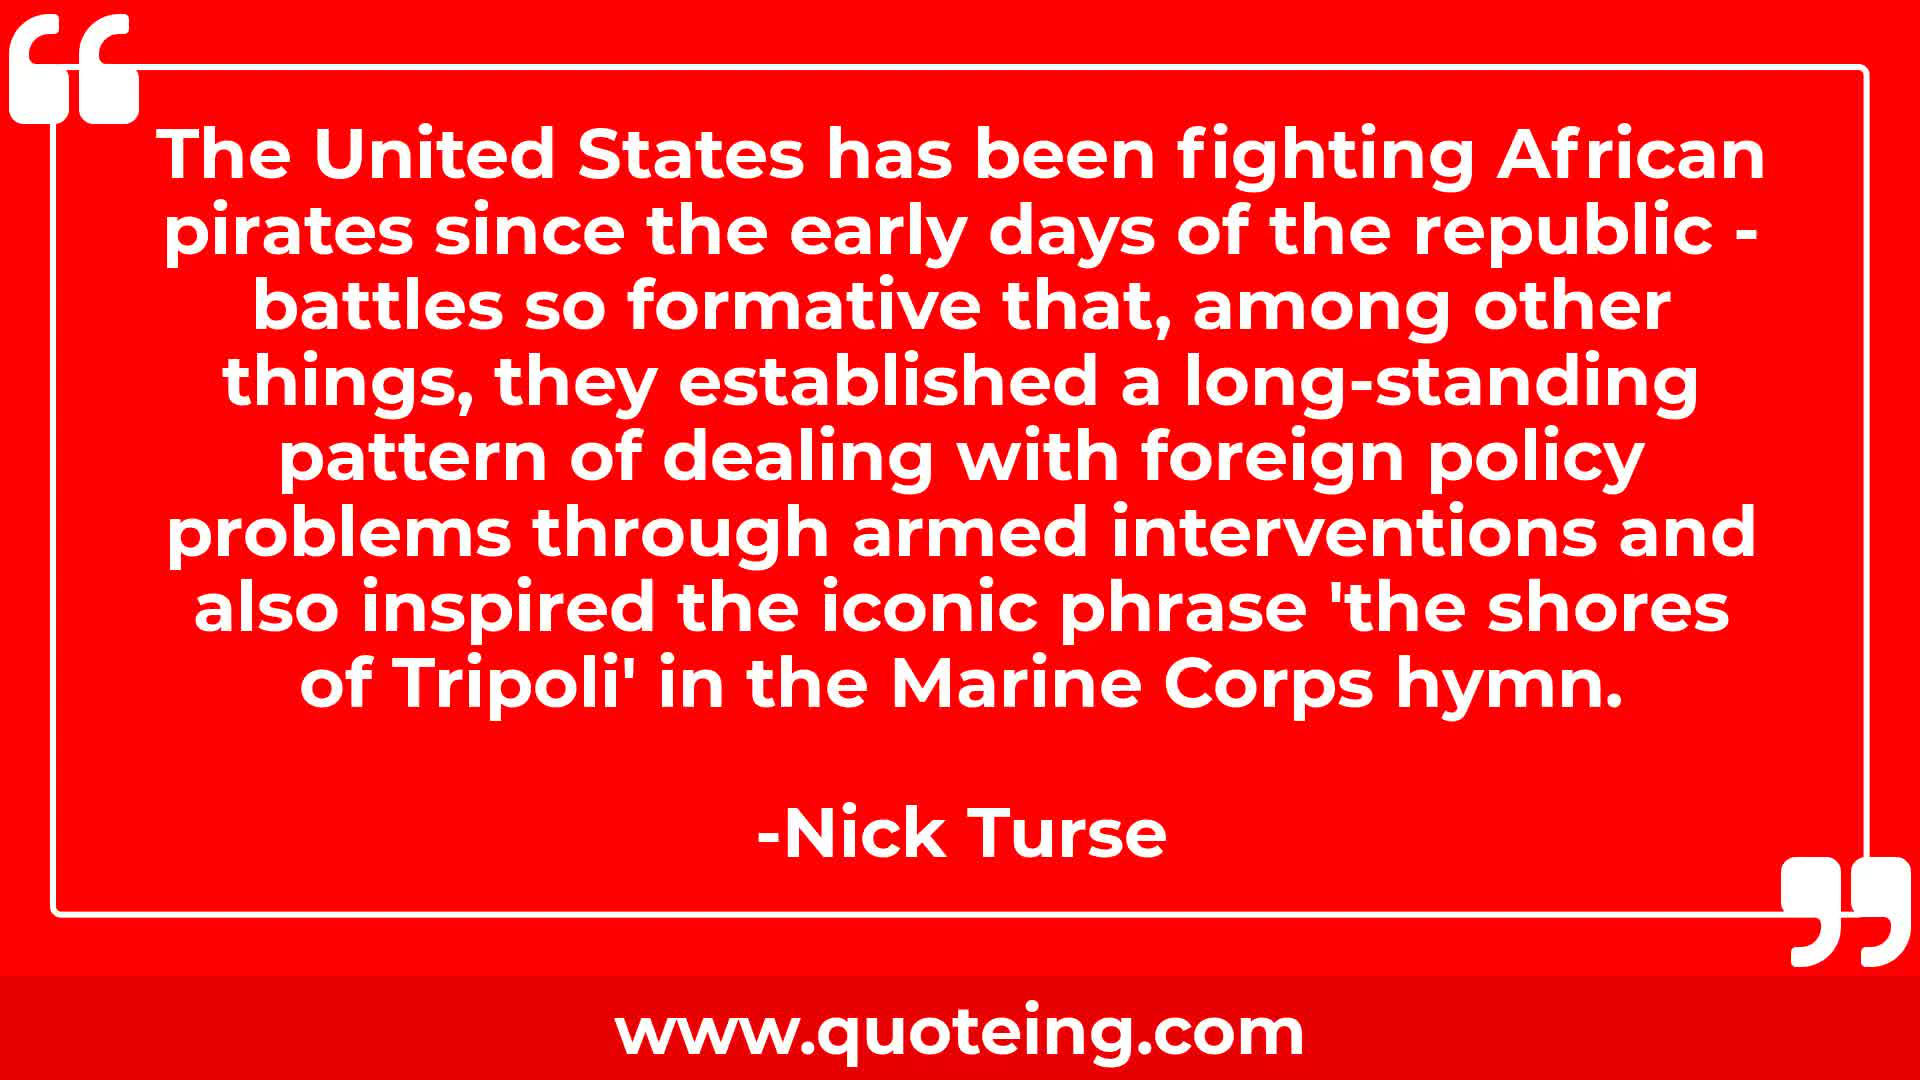 The United States has been fighting African
pirates since the early days of the republic -
battles so formative that, among other
things, they established a long-standing
pattern of dealing with foreign policy
problems through armed interventions and
also inspired the iconic phrase 'the shores
of Tripoli' in the Marine Corps hymn.
-Nick Turse
www.quoteing.com